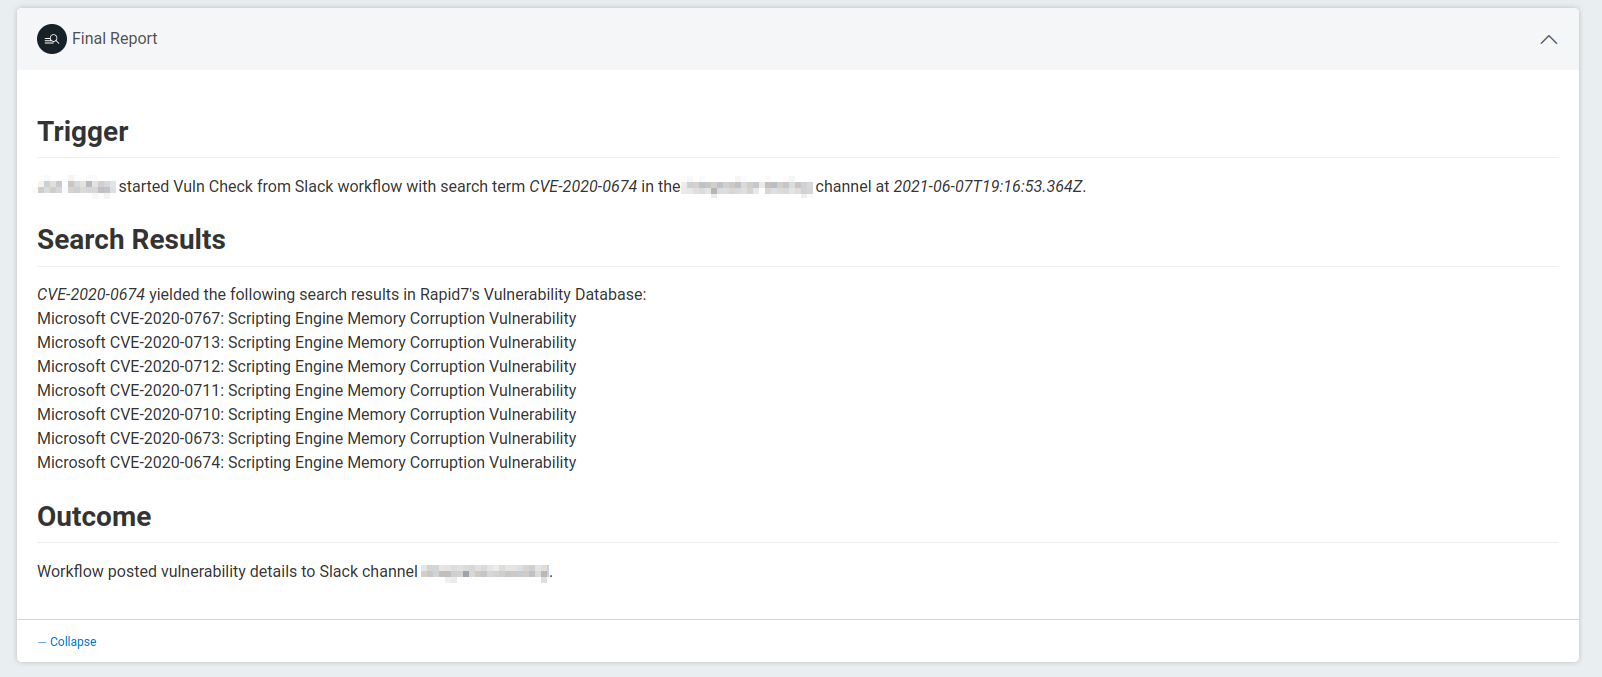 Final Report
Trigger
started Vuln Check from Slack workflow with search term CVE-2020-0674 in the channel at 2021-06-07T19:16:53.364Z.
Search Results
CVE-2020-0674 yielded the following search results in Rapid7's Vulnerability Database:
Microsoft CVE-2020-0767: Scripting Engine Memory Corruption Vulnerability
Microsoft CVE-2020-0713: Scripting Engine Memory Corruption Vulnerability
Microsoft CVE-2020-0712: Scripting Engine Memory Corruption Vulnerability
Microsoft CVE-2020-0711: Scripting Engine Memory Corruption Vulnerability
Microsoft CVE-2020-0710: Scripting Engine Memory Corruption Vulnerability
Microsoft CVE-2020-0673: Scripting Engine Memory Corruption Vulnerability
Microsoft CVE-2020-0674: Scripting Engine Memory Corruption Vulnerability
Outcome
Workflow posted vulnerability details to Slack channel .
— Collapse